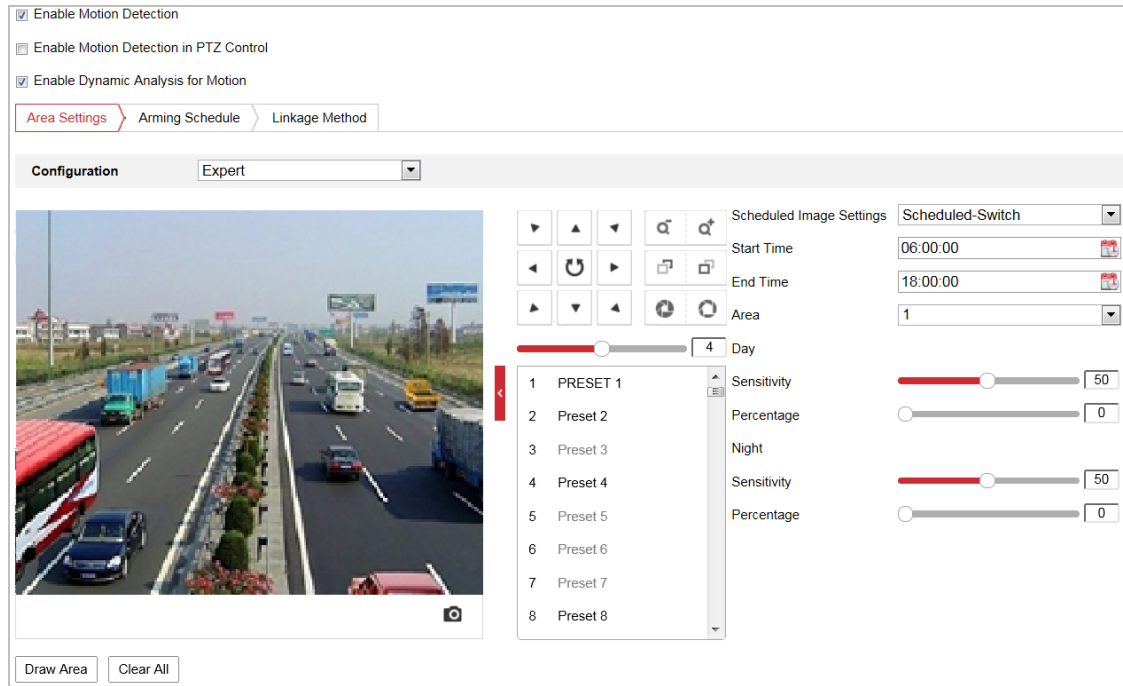 Enable Motion Detection
Enable Motion Detection in PTZ Control
Enable Dynamic Analysis for Motion
Area Settings Arming Schedule Linkage Method
Configuration Expert
Scheduled Image Settings Scheduled-Switch
Start Time 06:00:00
End Time 18:00:00
Area 1
4
Day
Sensitivity 50
Percentage 0
Night
Sensitivity 50
Percentage 0
1 PRESET 1
2 Preset 2
3 Preset 3
4 Preset 4
5 Preset 5
6 Preset 6
7 Preset 7
8 Preset 8
Draw Area Clear All